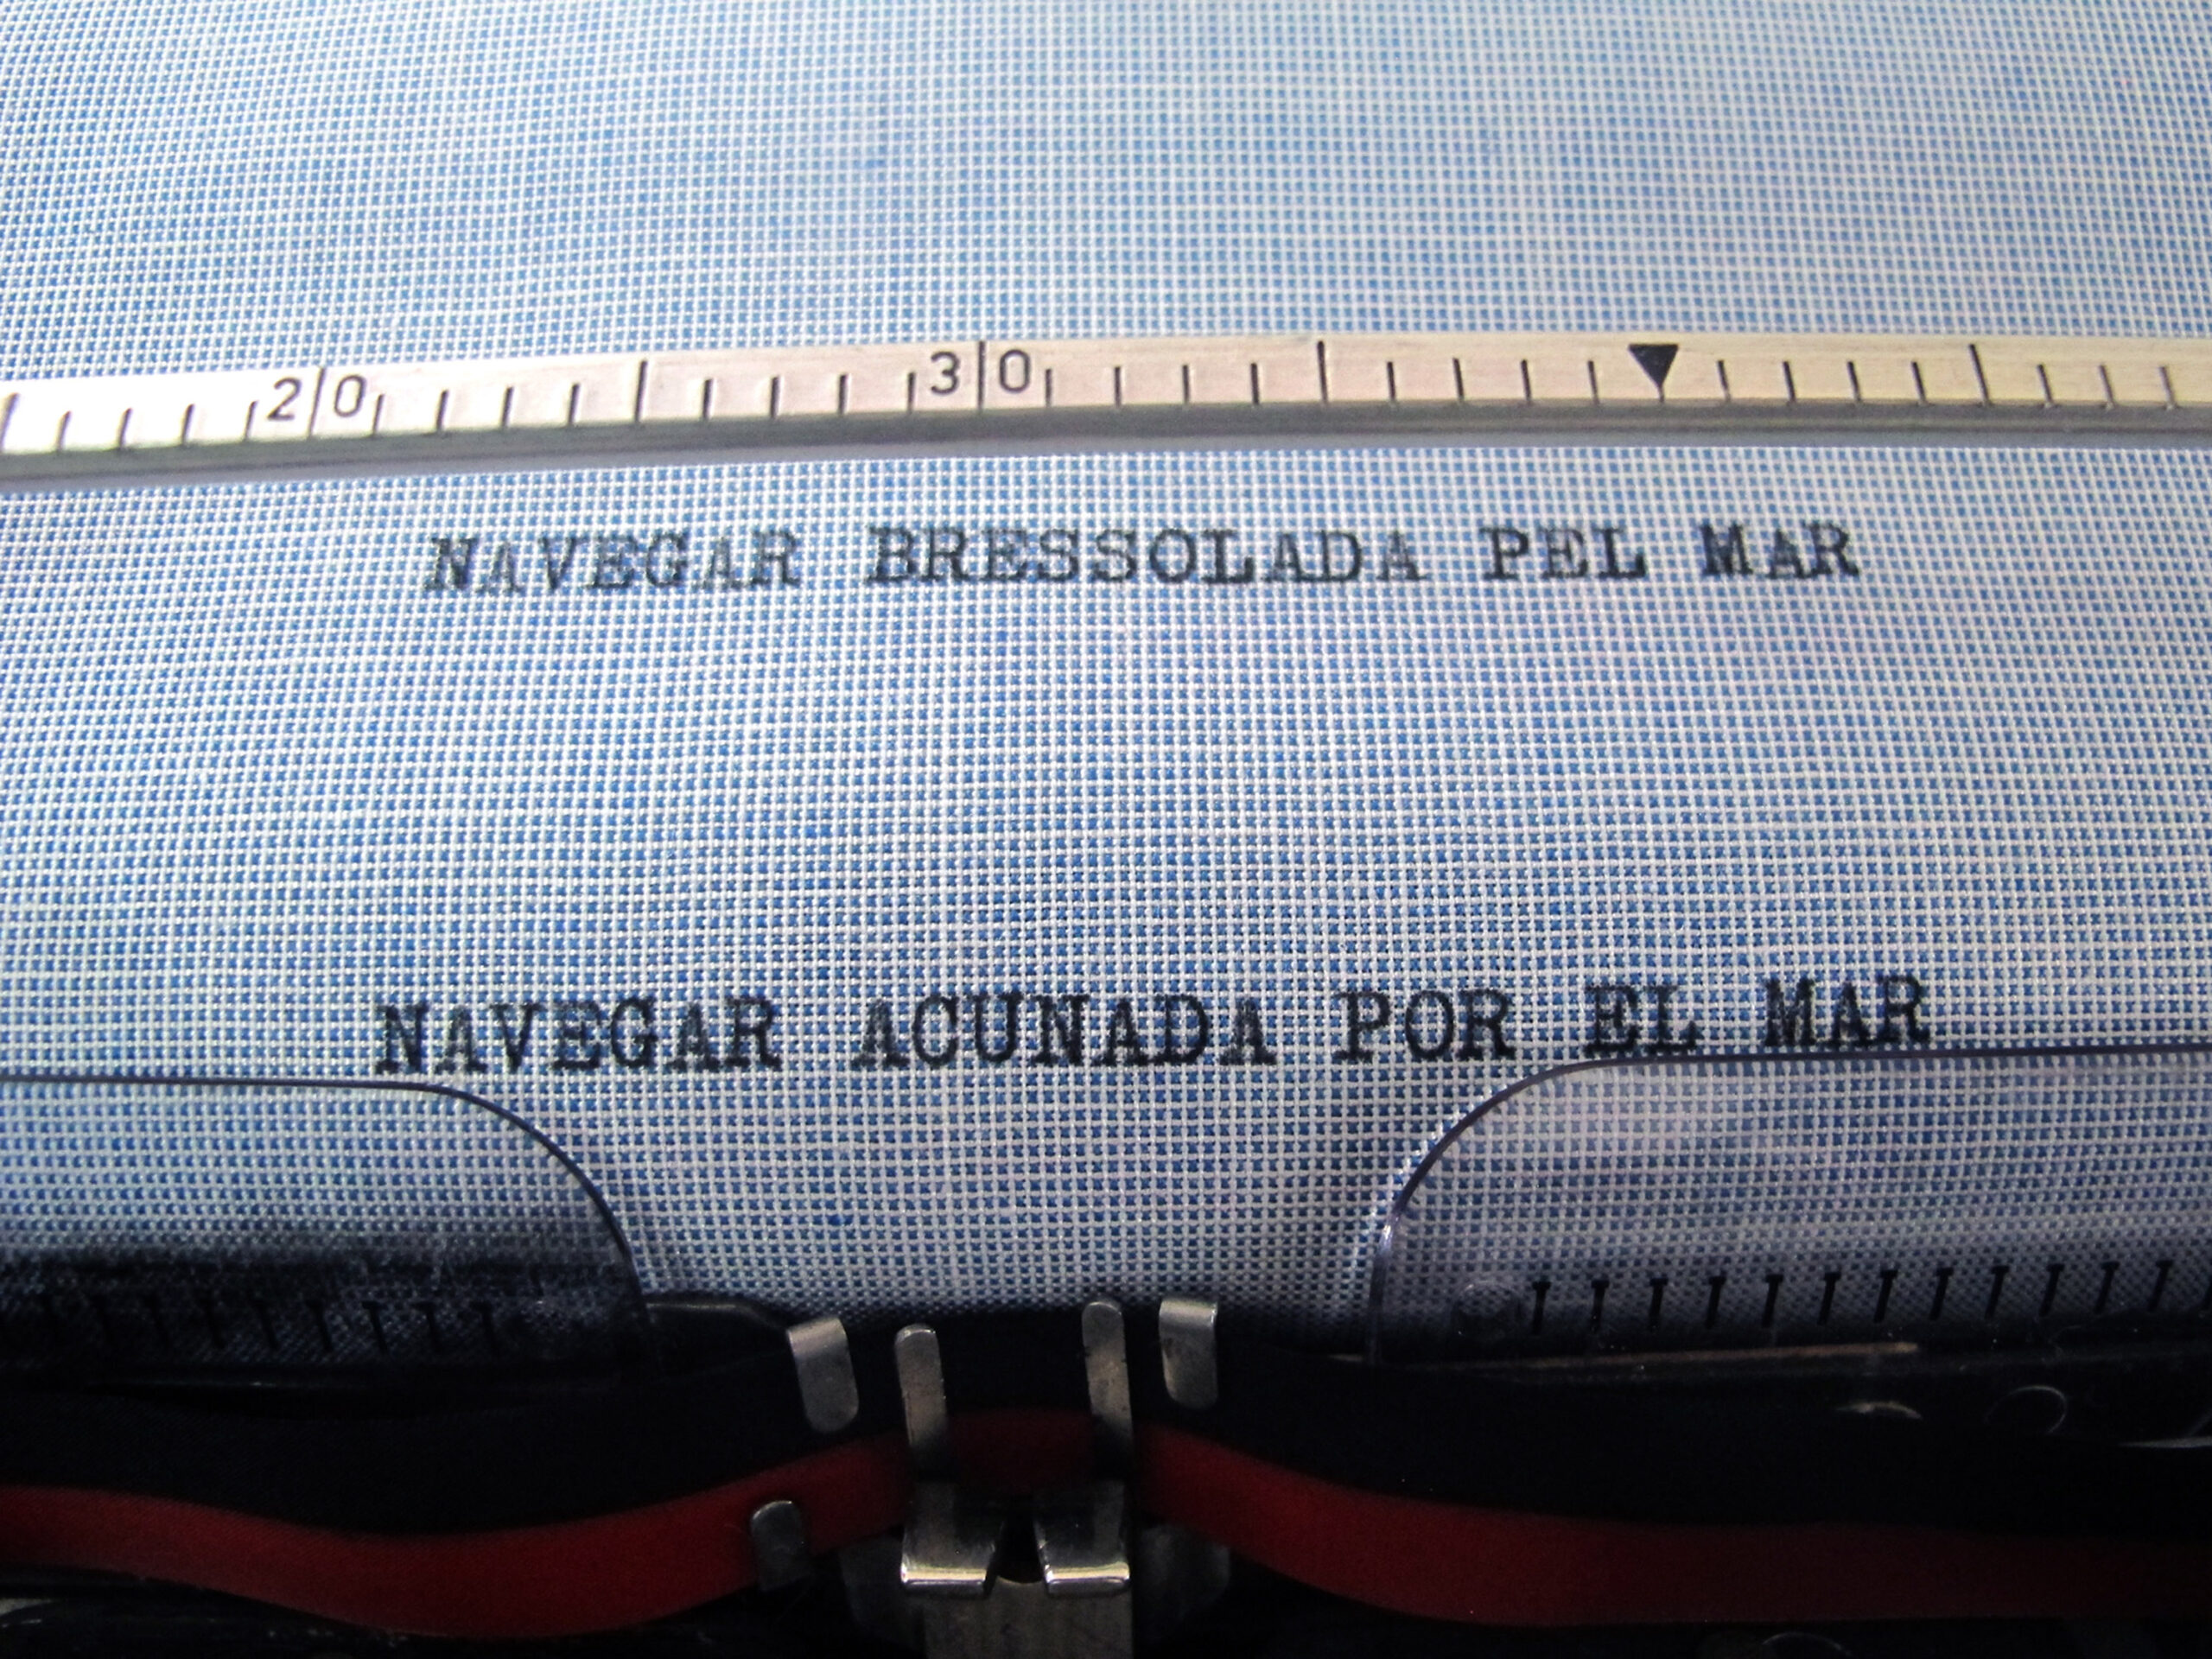 20 30
NAVEGAR BRESSOLADA PEL MAR
NAVEGAR ACUNADA POR EL MAR